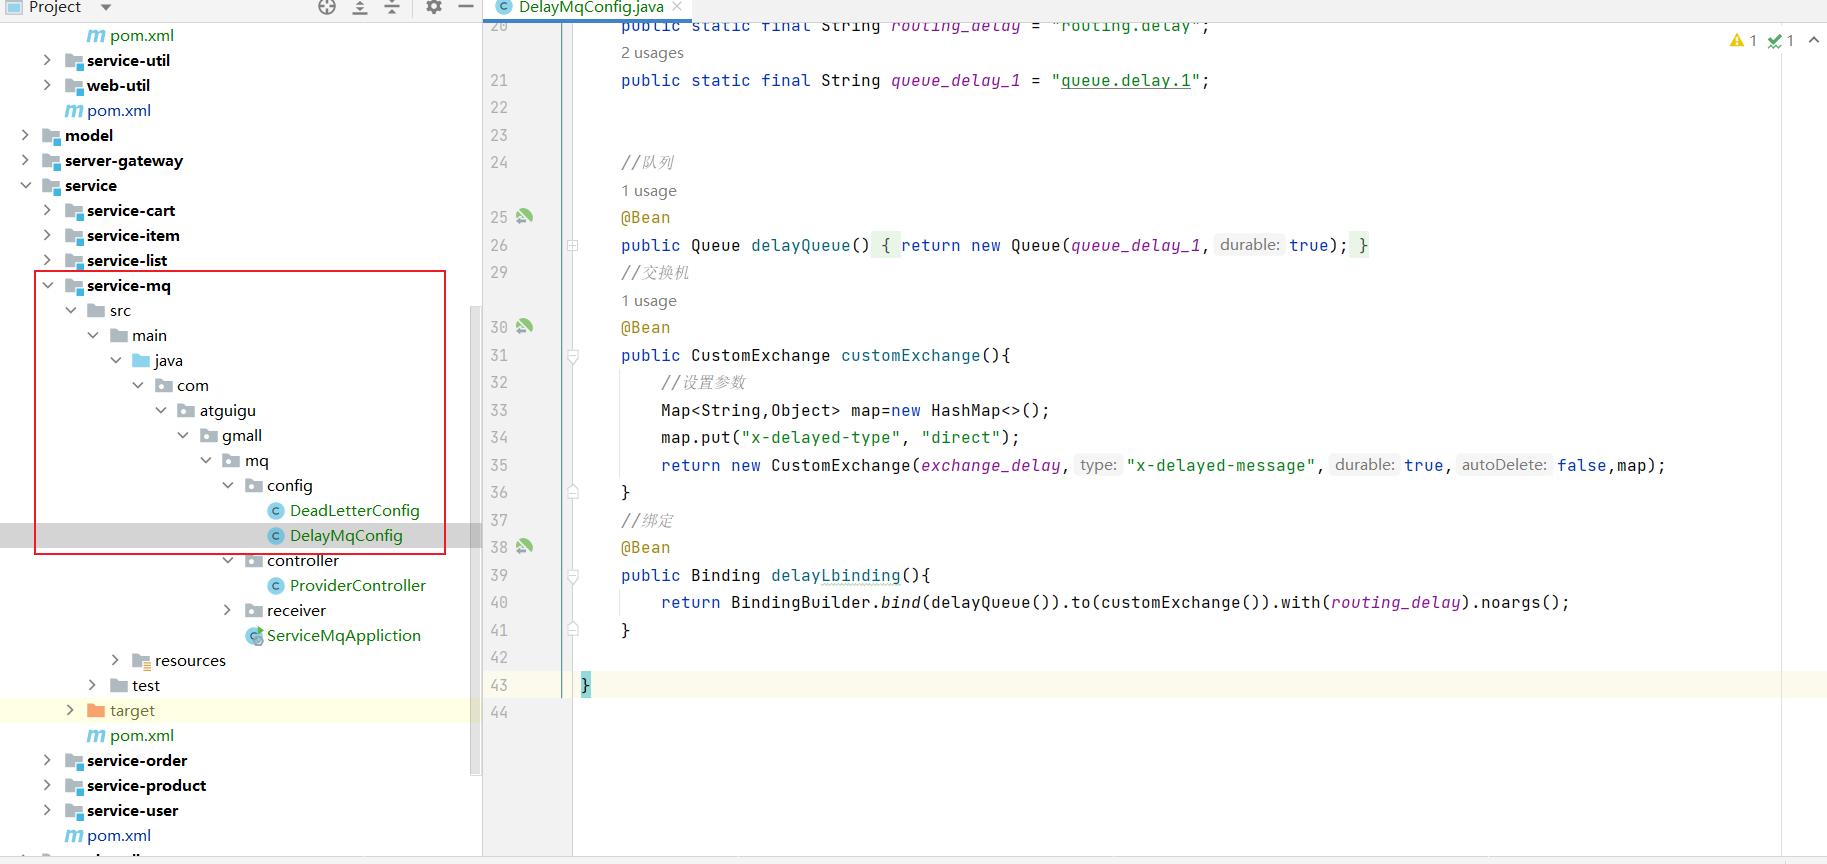 Project
DelayMqConfig.java
pom.xml
service-util
web-util
pom.xml
model
server-gateway
service
service-cart
service-item
service-list
service-mq
src
main
java
com
atguigu
gmall
mq
config
DeadLetterConfig
DelayMqConfig
controller
ProviderController
receiver
ServiceMqAppliction
resources
test
target
pom.xml
service-order
service-product
service-user
pom.xml
1 1
20 public static final String routing_delay = "routing.delay";
2 usages
21 public static final String queue_delay_1 = "queue.delay.1";
22
23
24 //队列
1 usage
25 @Bean
26 public Queue delayQueue() { return new Queue(queue_delay_1, durable: true); }
29 //交换机
1 usage
30 @Bean
31 public CustomExchange customExchange(){
32 //设置参数
33 Map<String,Object> map=new HashMap<>();
34 map.put("x-delayed-type", "direct");
35 return new CustomExchange(exchange_delay, type: "x-delayed-message", durable: true, autoDelete: false,map);
36 }
37 //绑定
38 @Bean
39 public Binding delayLbinding(){
40 return BindingBuilder.bind(delayQueue()).to(customExchange()).with(routing_delay).noargs();
41 }
42
43 }
44